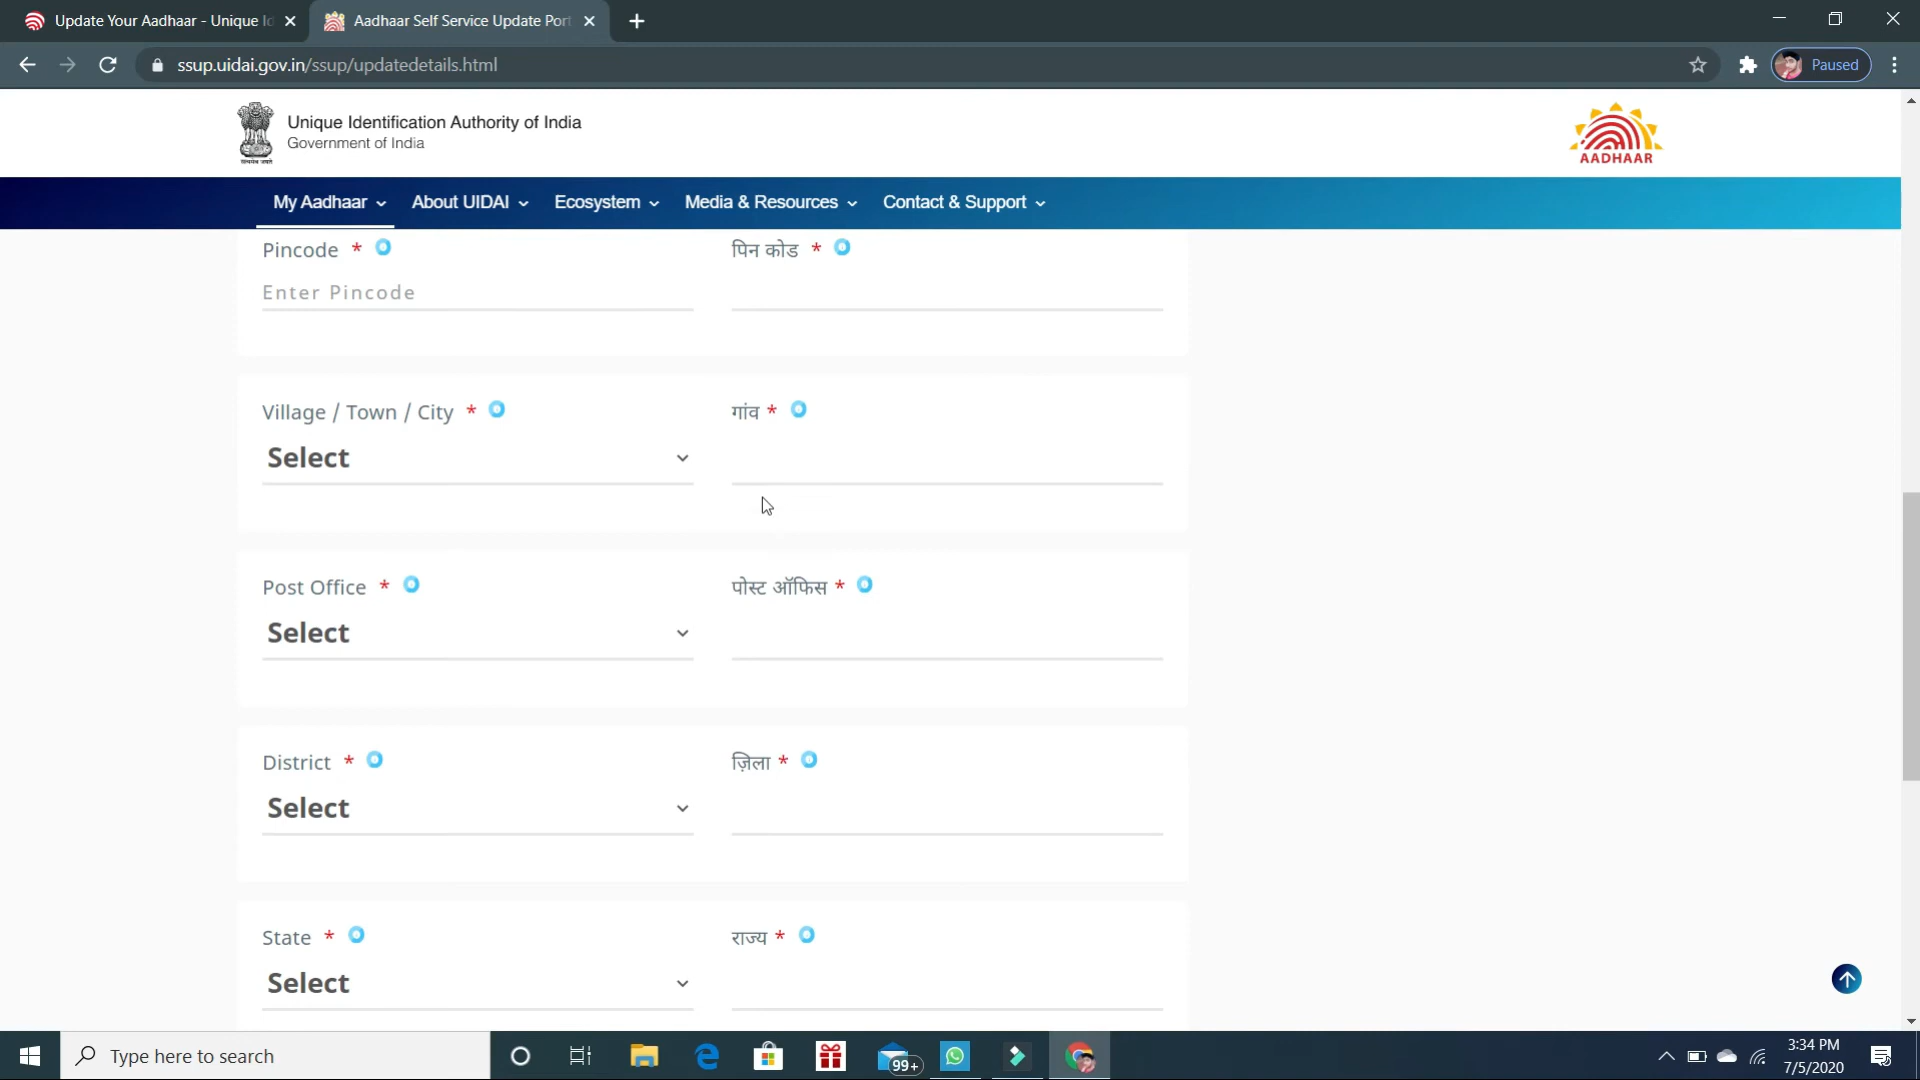 Update Your Aadhaar - Unique Id
Aadhaar Self Service Update Port
ssup.uidai.gov.in/ssup/updatedetails.html
Paused
Unique Identification Authority of India
Government of India
AADHAAR
My Aadhaar
About UIDAI
Ecosystem
Media & Resources
Contact & Support
Pincode *
पिन कोड *
Enter Pincode
Village / Town / City *
गांव *
Select
Post Office *
पोस्ट ऑफिस *
Select
District *
ज़िला *
Select
State *
राज्य *
Select
Type here to search
99+
3:34 PM
7/5/2020